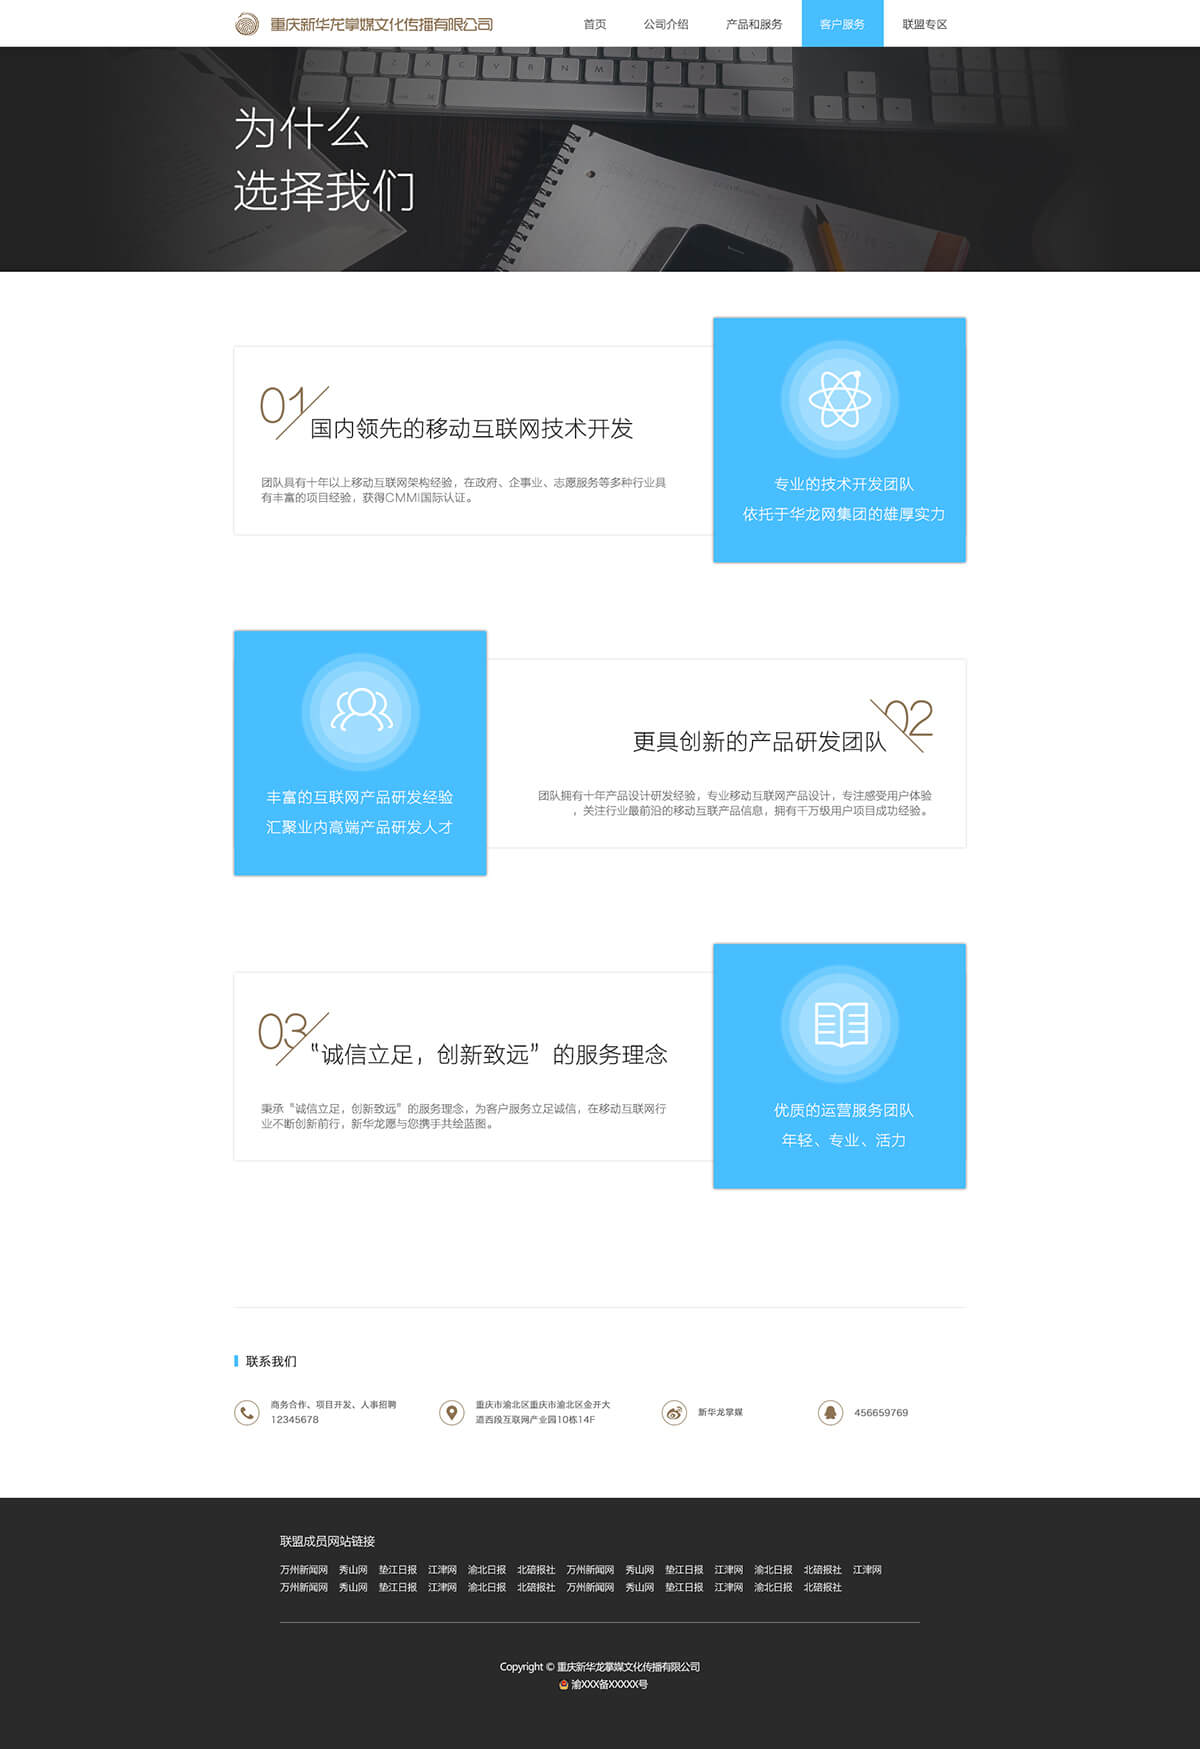 重庆新华龙掌媒文化传播有限公司
首页 公司介绍 产品和服务 客户服务 联盟专区
为什么
选择我们
01
国内领先的移动互联网技术开发
团队具有十年以上移动互联网架构经验，在政府、企事业、志愿服务等多种行业具
有丰富的项目经验，获得CMMI国际认证。
专业的技术开发团队
依托于华龙网集团的雄厚实力
丰富的互联网产品研发经验
汇聚业内高端产品研发人才
02
更具创新的产品研发团队
团队拥有十年产品设计研发经验，专业移动互联网产品设计，专注感受用户体验
，关注行业最前沿的移动互联产品信息，拥有千万级用户项目成功经验。
03
“诚信立足，创新致远”的服务理念
秉承“诚信立足，创新致远”的服务理念，为客户服务立足诚信，在移动互联网行
业不断创新前行，新华龙愿与您携手共绘蓝图。
优质的运营服务团队
年轻、专业、活力
联系我们
商务合作、项目开发、人事招聘
12345678
重庆市渝北区重庆市渝北区金开大
道西段互联网产业园10栋14F
新华龙掌媒
456659769
联盟成员网站链接
万州新闻网 秀山网 垫江日报 江津网 渝北日报 北碚报社 万州新闻网 秀山网 垫江日报 江津网 渝北日报 北碚报社 江津网
万州新闻网 秀山网 垫江日报 江津网 渝北日报 北碚报社 万州新闻网 秀山网 垫江日报 江津网 渝北日报 北碚报社
Copyright © 重庆新华龙掌媒文化传播有限公司
渝XXX备XXXXX号